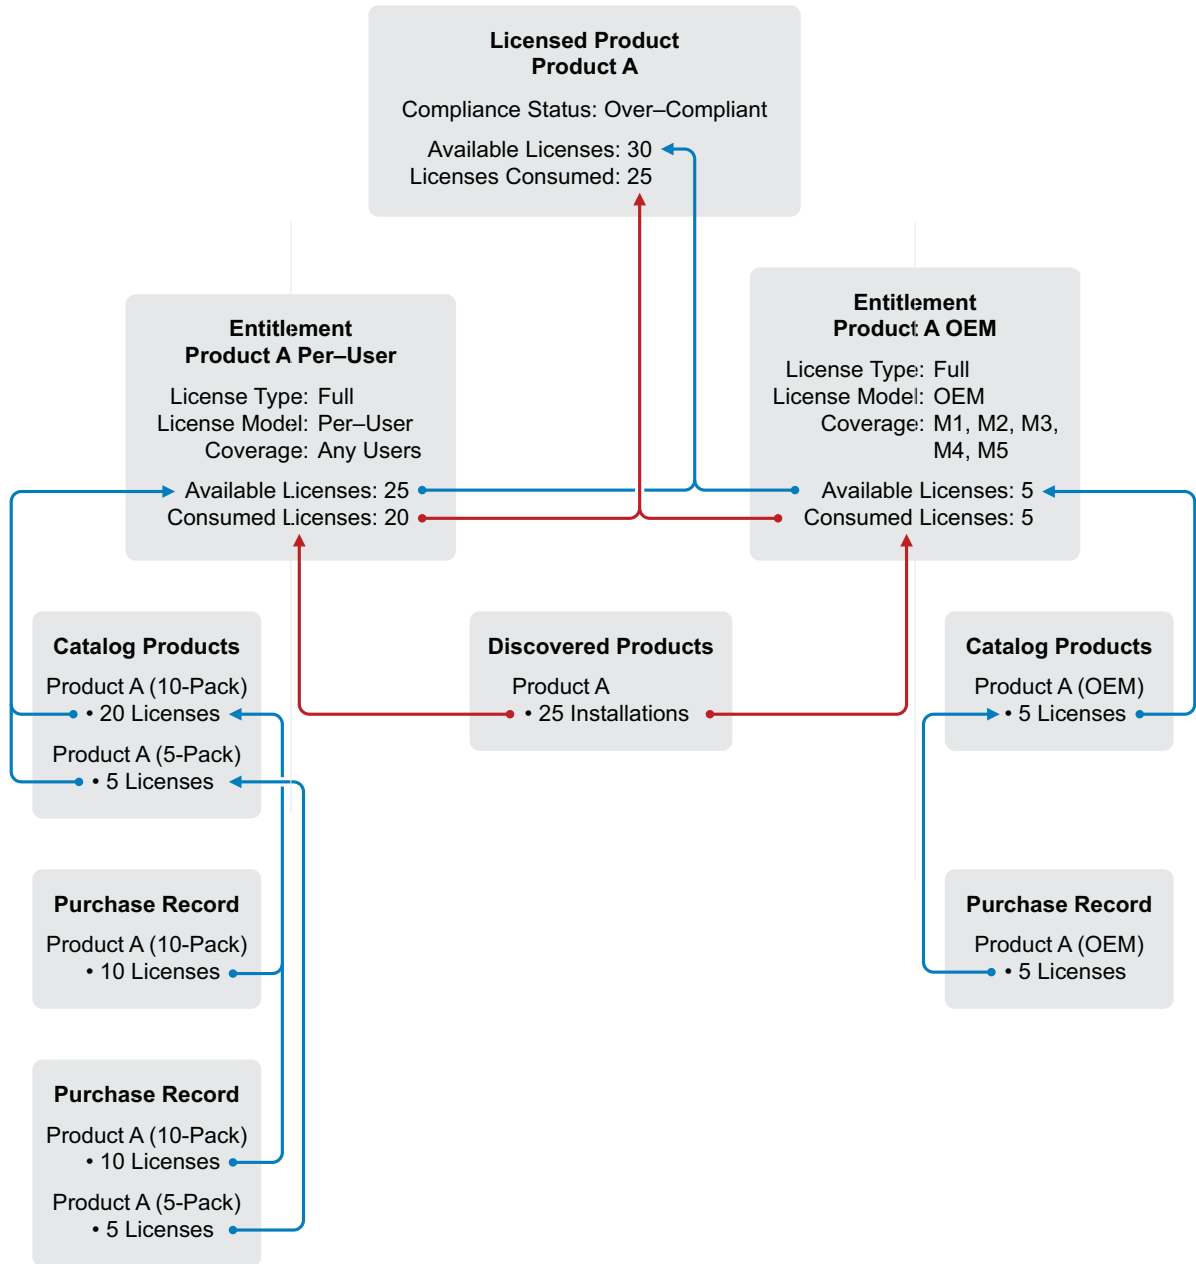 Licensed Product
Product A
Compliance Status: Over–Compliant
Available Licenses: 30
Licenses Consumed: 25
Entitlement
Product A Per–User
License Type: Full
License Model: Per–User
Coverage: Any Users
Available Licenses: 25
Consumed Licenses: 20
Entitlement
Product A OEM
License Type: Full
License Model: OEM
Coverage: M1, M2, M3,
M4, M5
Available Licenses: 5
Consumed Licenses: 5
Catalog Products
Product A (10-Pack)
• 20 Licenses
Product A (5-Pack)
• 5 Licenses
Discovered Products
Product A
• 25 Installations
Catalog Products
Product A (OEM)
• 5 Licenses
Purchase Record
Product A (10-Pack)
• 10 Licenses
Purchase Record
Product A (OEM)
• 5 Licenses
Purchase Record
Product A (10-Pack)
• 10 Licenses
Product A (5-Pack)
• 5 Licenses